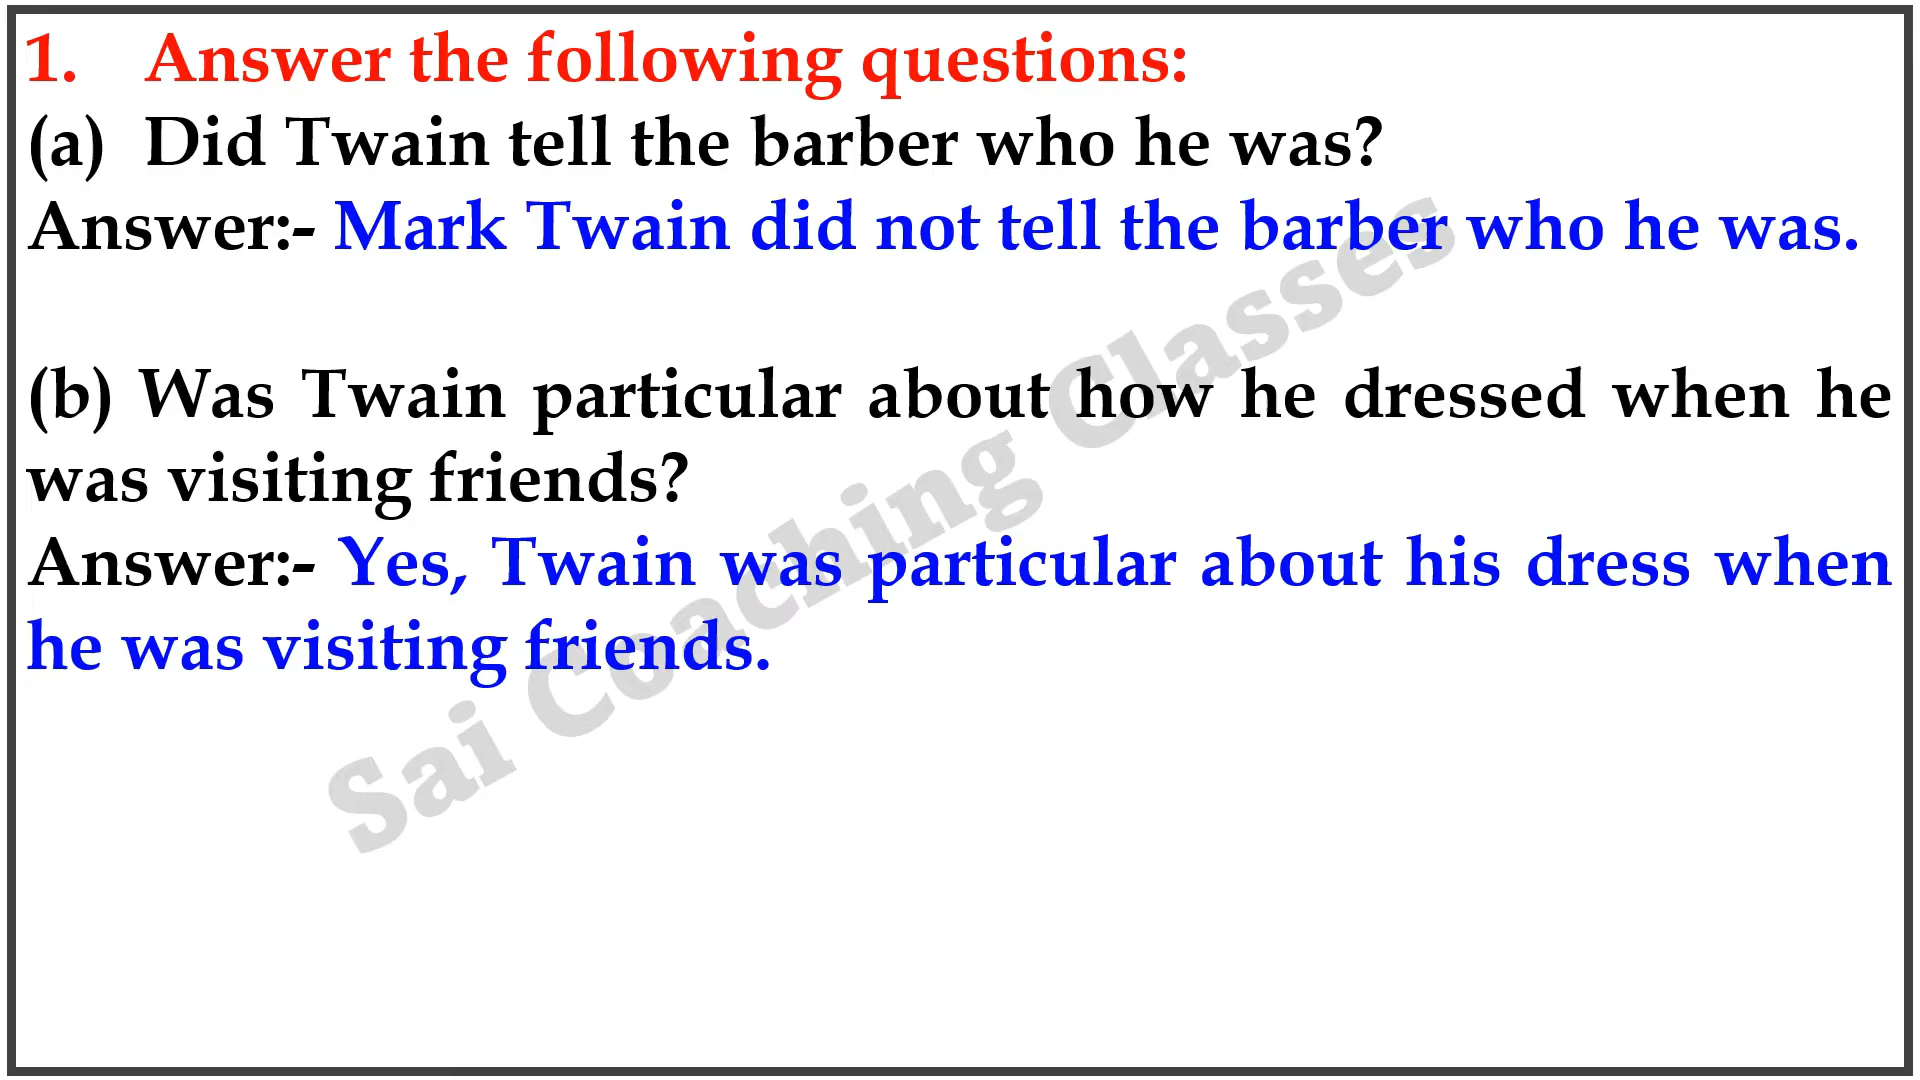 1. Answer the following questions:
(a) Did Twain tell the barber who he was?
Answer:- Mark Twain did not tell the barber who he was.
(b) Was Twain particular about how he dressed when he
was visiting friends?
Answer:- Yes, Twain was particular about his dress when
he was visiting friends.
Sai Coaching Classes